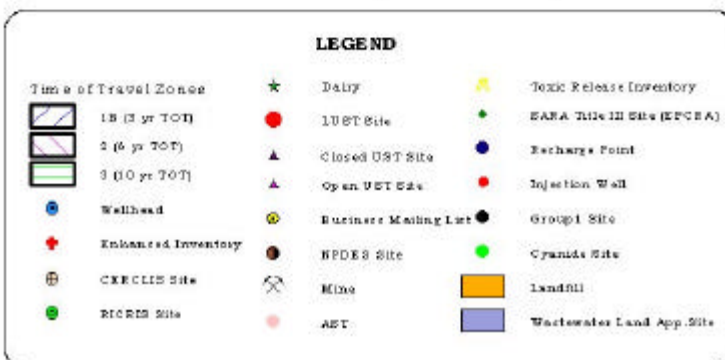 LEGEND
Time of Travel Zones
1B (3 yr TOT)
2 (6 yr TOT)
3 (10 yr TOT)
Wellhead
Enhanced Inventory
CERCLIS Site
RICRIS Site
Dairy
LUST Site
Closed UST Site
Open UST Site
Business Mailing List
NPDES Site
Mine
AST
Toxic Release Inventory
SARA Title III Site (EPCRA)
Recharge Point
Injection Well
Group1 Site
Cyanide Site
Landfill
Wastewater Land App.Site